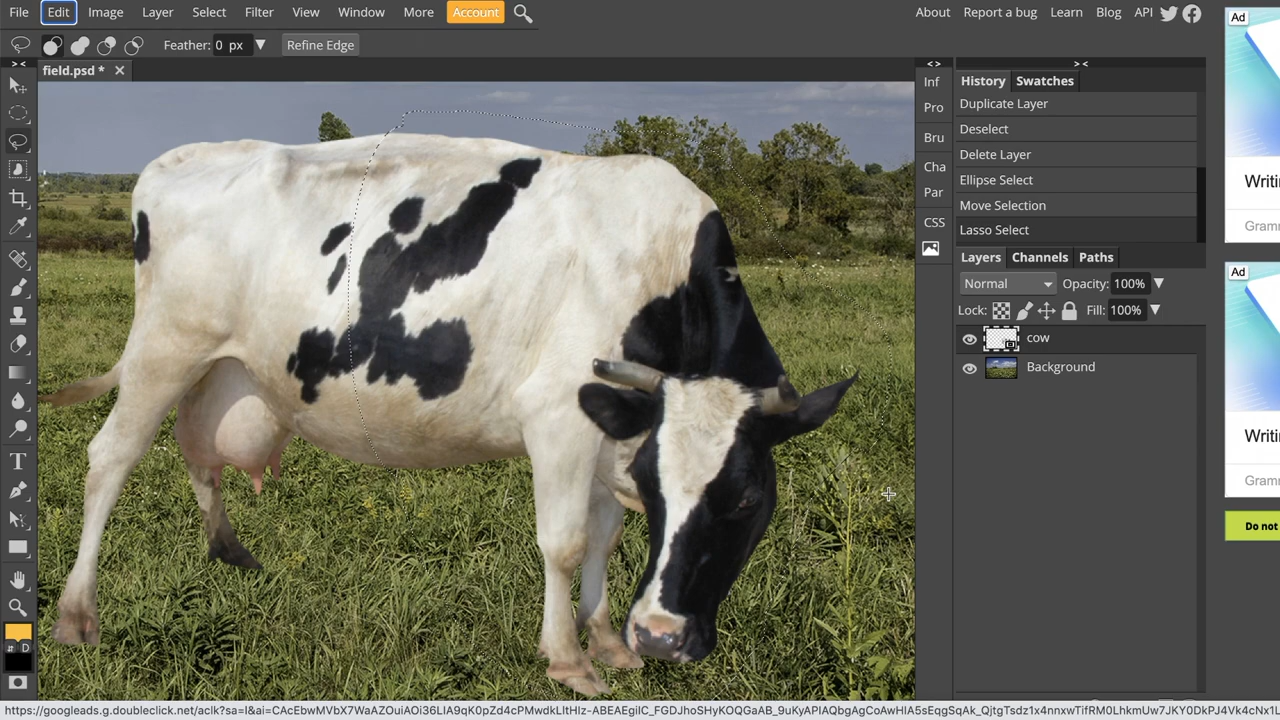 File Edit Image Layer Select Filter View Window More Account About Report a bug Learn Blog API
Feather: 0 px Refine Edge
field.psd *
Inf
Pro
Bru
Cha
Par
CSS
History Swatches
Duplicate Layer
Deselect
Delete Layer
Ellipse Select
Move Selection
Lasso Select
Layers Channels Paths
Normal Opacity: 100%
Lock: Fill: 100%
cow
Background
T
D
Ad
Writi
Gramm
Ad
Writi
Gramm
Do not